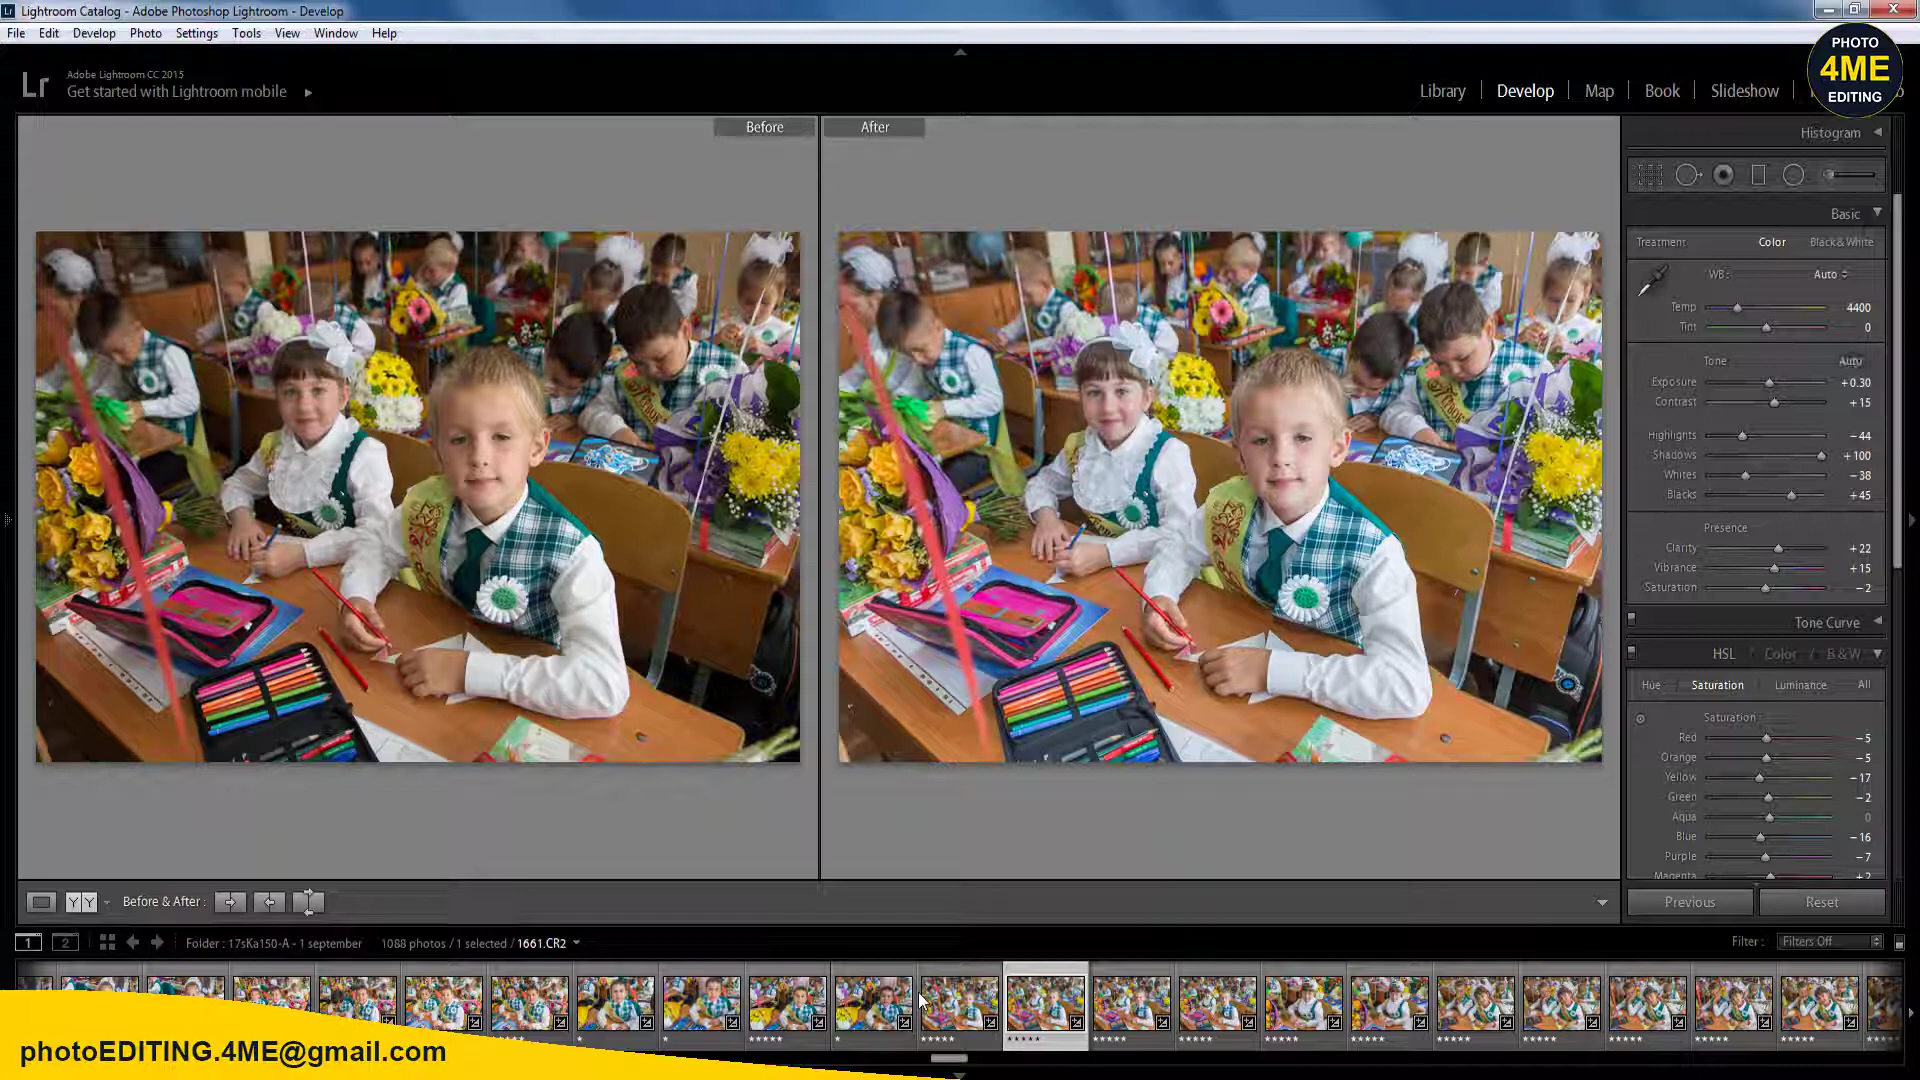 Lightroom Catalog - Adobe Photoshop Lightroom - Develop
File Edit Develop Photo Settings Tools View Window Help
PHOTO
4ME
EDITING
Lr
Adobe Lightroom CC 2015
Get started with Lightroom mobile
Library Develop Map Book Slideshow
Before After
Histogram
Basic
Treatment Color Black & White
WB: Auto
Temp 4400
Tint 0
Tone Auto
Exposure +0.30
Contrast +15
Highlights −44
Shadows +100
Whites −38
Blacks +45
Presence
Clarity +22
Vibrance +15
Saturation −2
Tone Curve
HSL / Color / B & W
Hue Saturation Luminance All
Saturation
Red −5
Orange −5
Yellow −17
Green −2
Aqua 0
Blue −16
Purple −7
Magenta +2
YY Before & After :
Previous Reset
1 2 Folder : 17sKa150-A - 1 september 1088 photos / 1 selected / 1661.CR2
Filter : Filters Off
photoEDITING.4ME@gmail.com